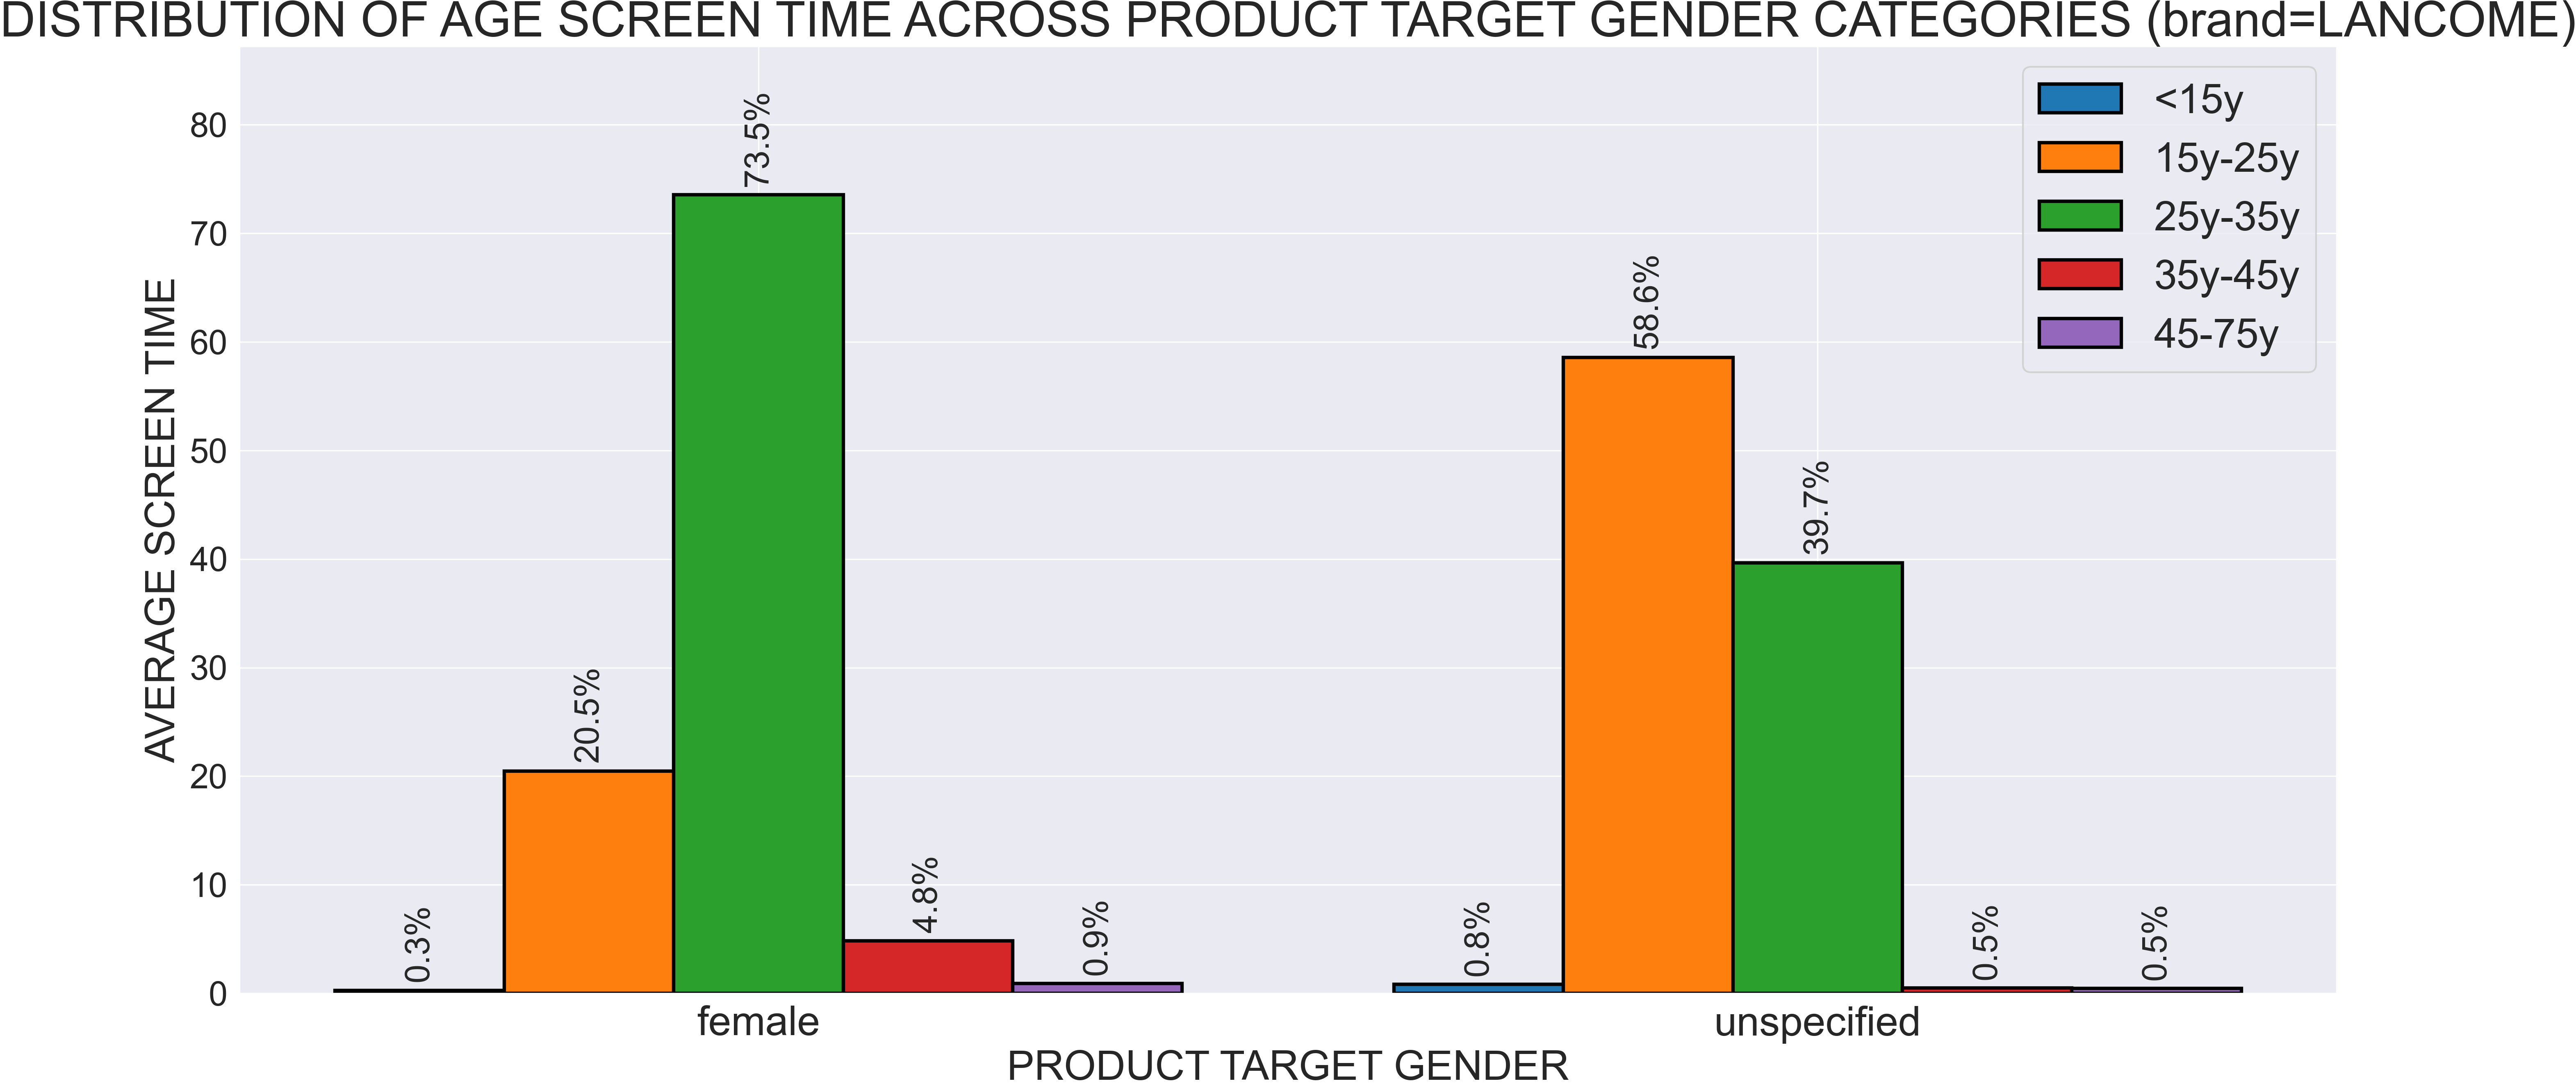 DISTRIBUTION OF AGE SCREEN TIME ACROSS PRODUCT TARGET GENDER CATEGORIES (brand=LANCOME)
<15y
15y-25y
25y-35y
35y-45y
45-75y
AVERAGE SCREEN TIME
80
70
60
50
40
30
20
10
0
0.3%
20.5%
73.5%
4.8%
0.9%
0.8%
58.6%
39.7%
0.5%
0.5%
female
unspecified
PRODUCT TARGET GENDER